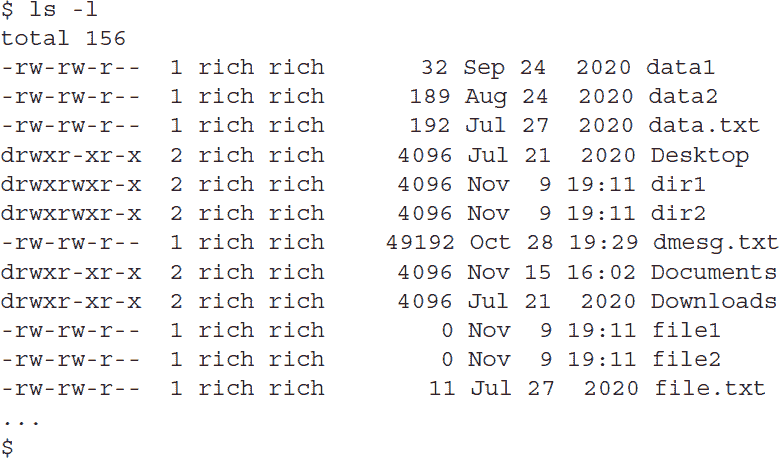 $ ls -l
total 156
-rw-rw-r--  1 rich rich       32 Sep 24  2020 data1
-rw-rw-r--  1 rich rich      189 Aug 24  2020 data2
-rw-rw-r--  1 rich rich      192 Jul 27  2020 data.txt
drwxr-xr-x  2 rich rich     4096 Jul 21  2020 Desktop
drwxrwxr-x  2 rich rich     4096 Nov  9 19:11 dir1
drwxrwxr-x  2 rich rich     4096 Nov  9 19:11 dir2
-rw-rw-r--  1 rich rich    49192 Oct 28 19:29 dmesg.txt
drwxr-xr-x  2 rich rich     4096 Nov 15 16:02 Documents
drwxr-xr-x  2 rich rich     4096 Jul 21  2020 Downloads
-rw-rw-r--  1 rich rich        0 Nov  9 19:11 file1
-rw-rw-r--  1 rich rich        0 Nov  9 19:11 file2
-rw-rw-r--  1 rich rich       11 Jul 27  2020 file.txt
...
$